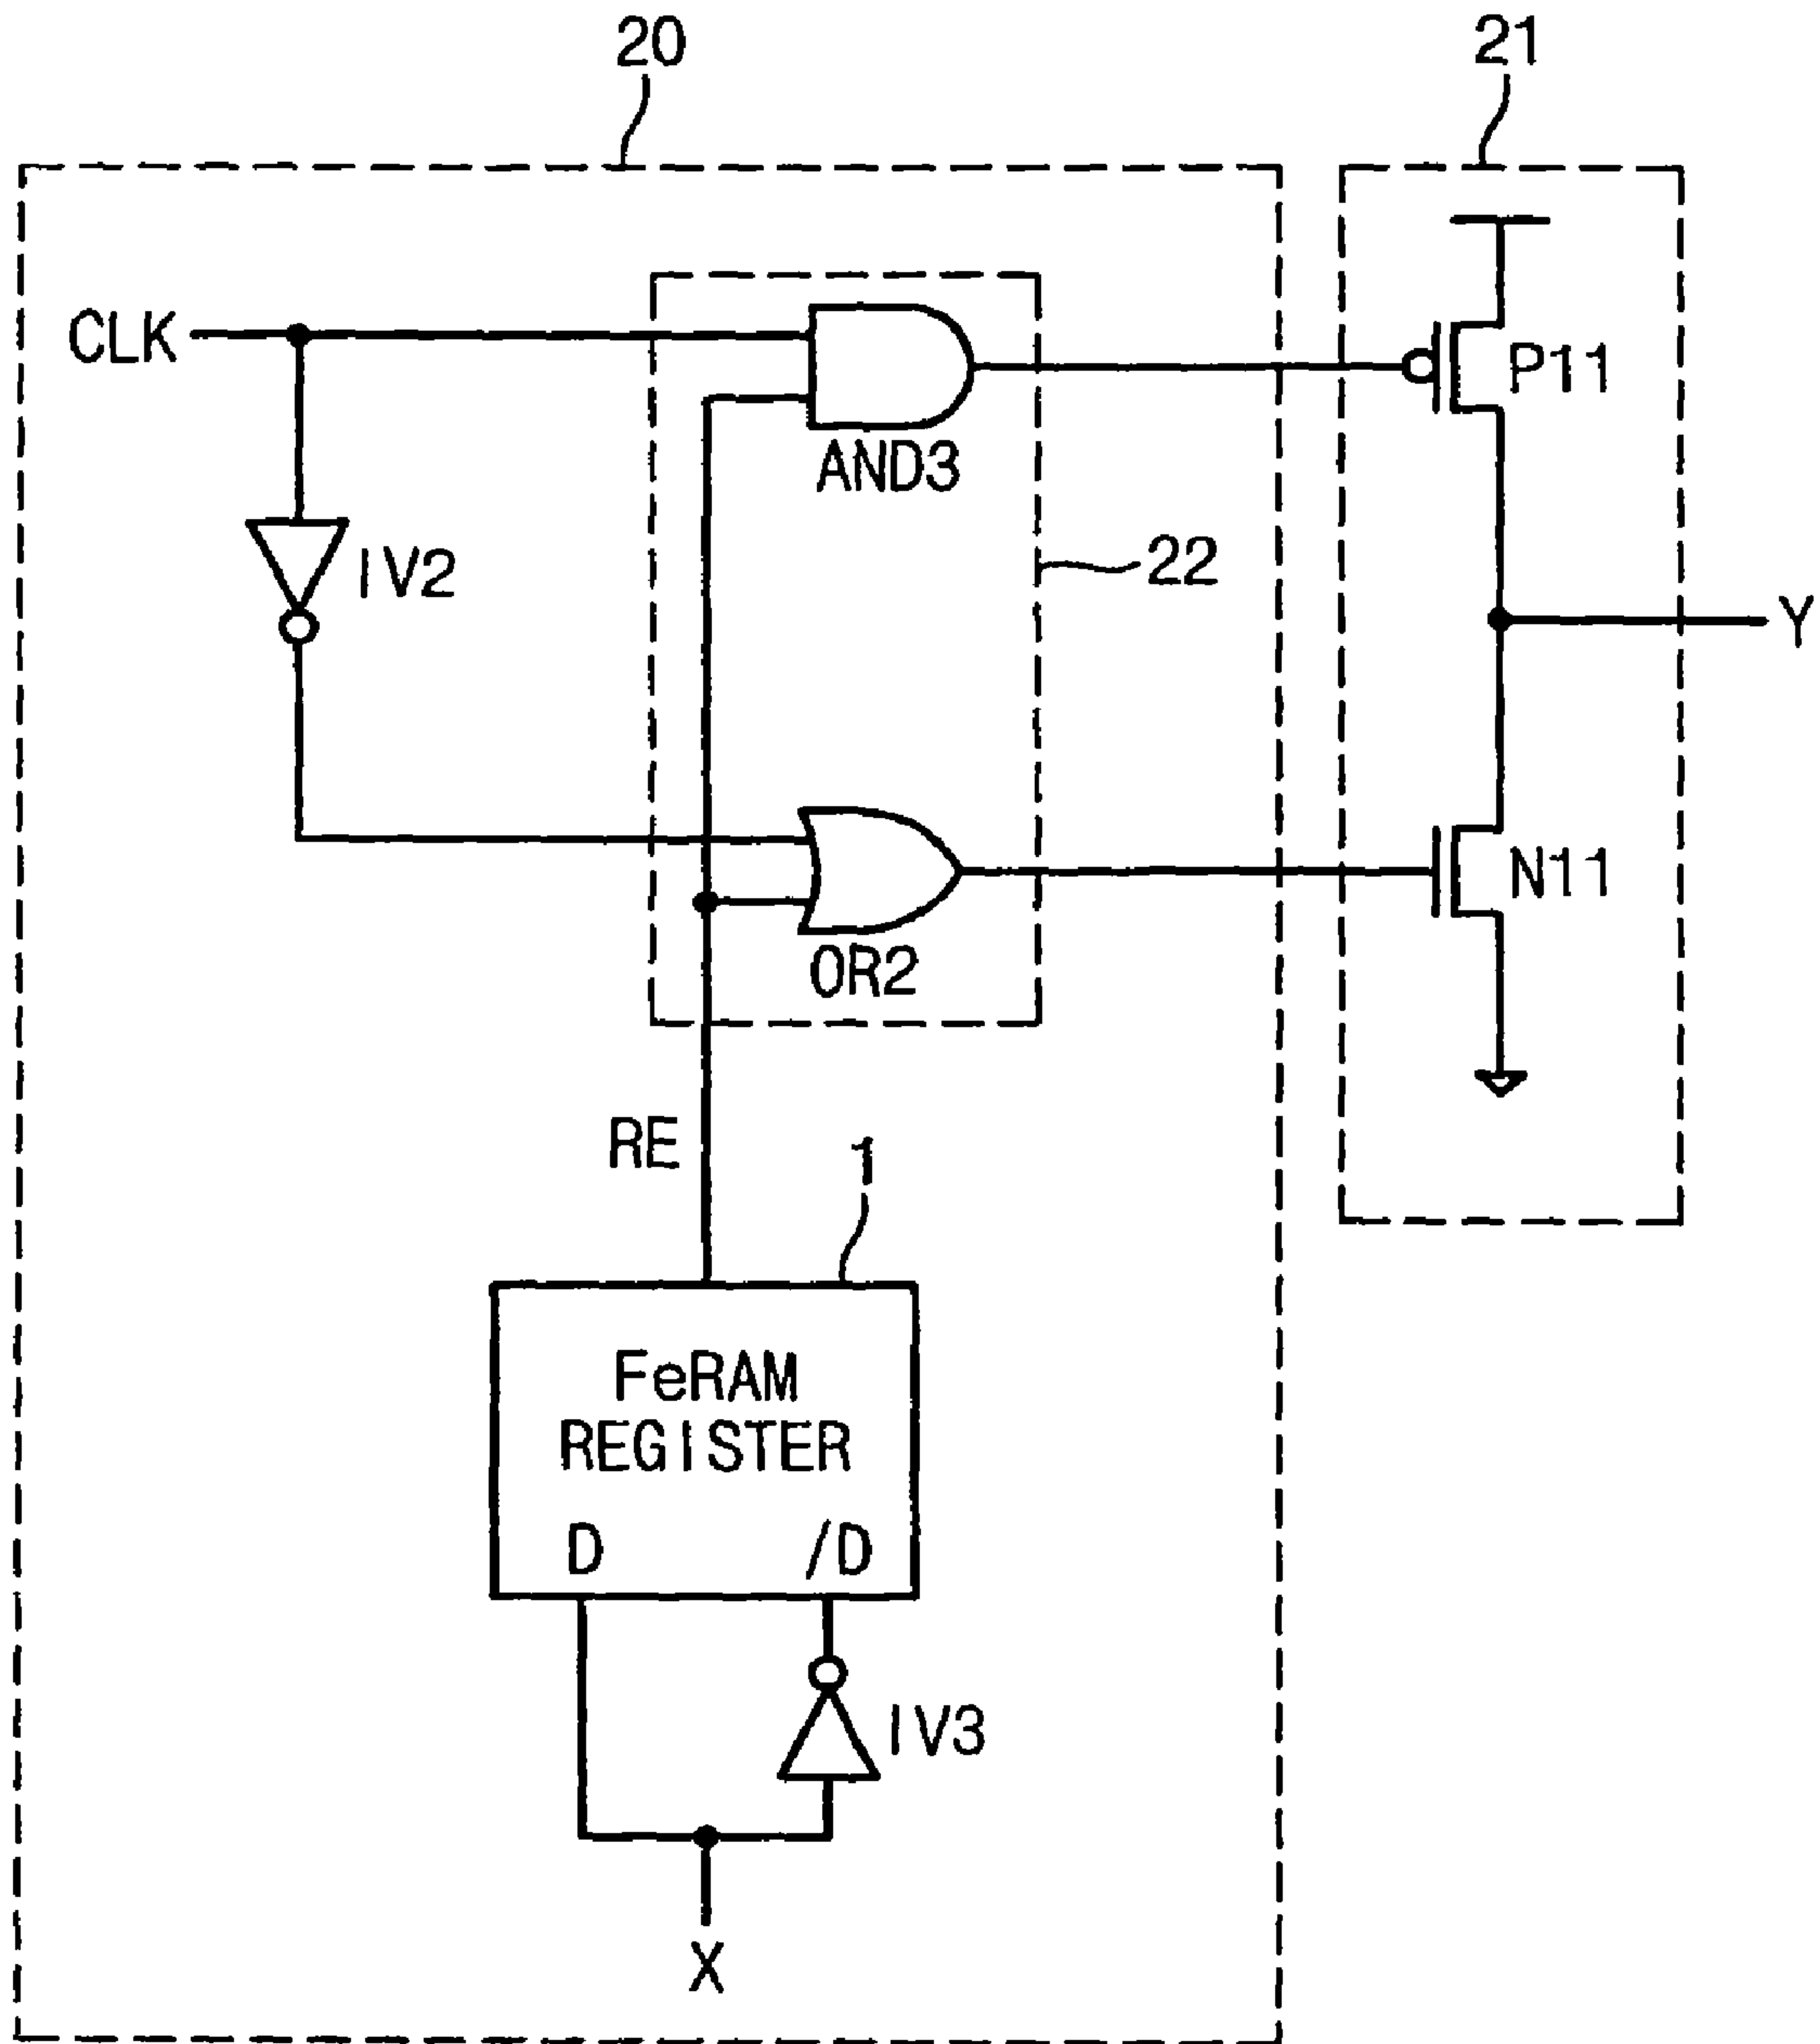 20
21
CLK
P11
AND3
IV2
22
Y
N11
OR2
RE
1
FeRAM
REGISTER
D /D
IV3
X